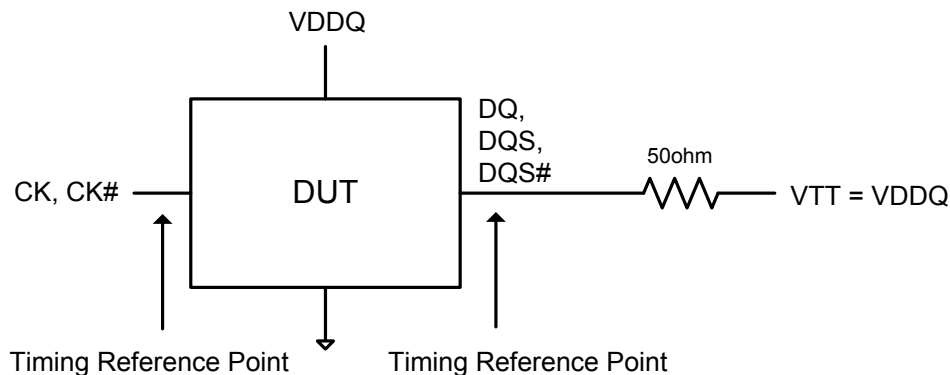 VDDQ
DQ,
DQS,
DQS#
50ohm
CK, CK#
DUT
VTT = VDDQ
Timing Reference Point
Timing Reference Point